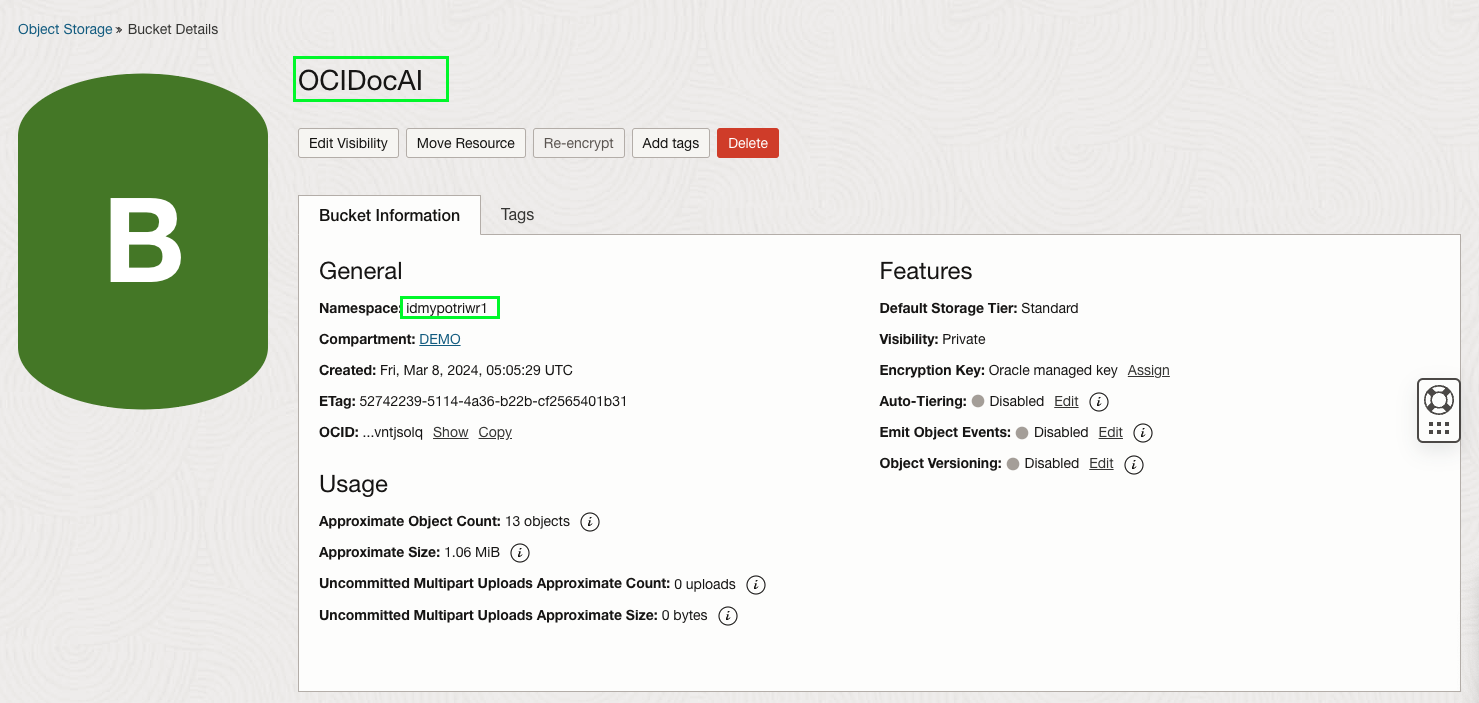 Object Storage » Bucket Details
OCIDocAI
B
Edit Visibility Move Resource Re-encrypt Add tags Delete
Bucket Information Tags
General
Namespace: idmypotriwr1
Compartment: DEMO
Created: Fri, Mar 8, 2024, 05:05:29 UTC
ETag: 52742239-5114-4a36-b22b-cf2565401b31
OCID: ...vntjsolq Show Copy
Usage
Approximate Object Count: 13 objects i
Approximate Size: 1.06 MiB i
Uncommitted Multipart Uploads Approximate Count: 0 uploads i
Uncommitted Multipart Uploads Approximate Size: 0 bytes i
Features
Default Storage Tier: Standard
Visibility: Private
Encryption Key: Oracle managed key Assign
Auto-Tiering: Disabled Edit i
Emit Object Events: Disabled Edit i
Object Versioning: Disabled Edit i